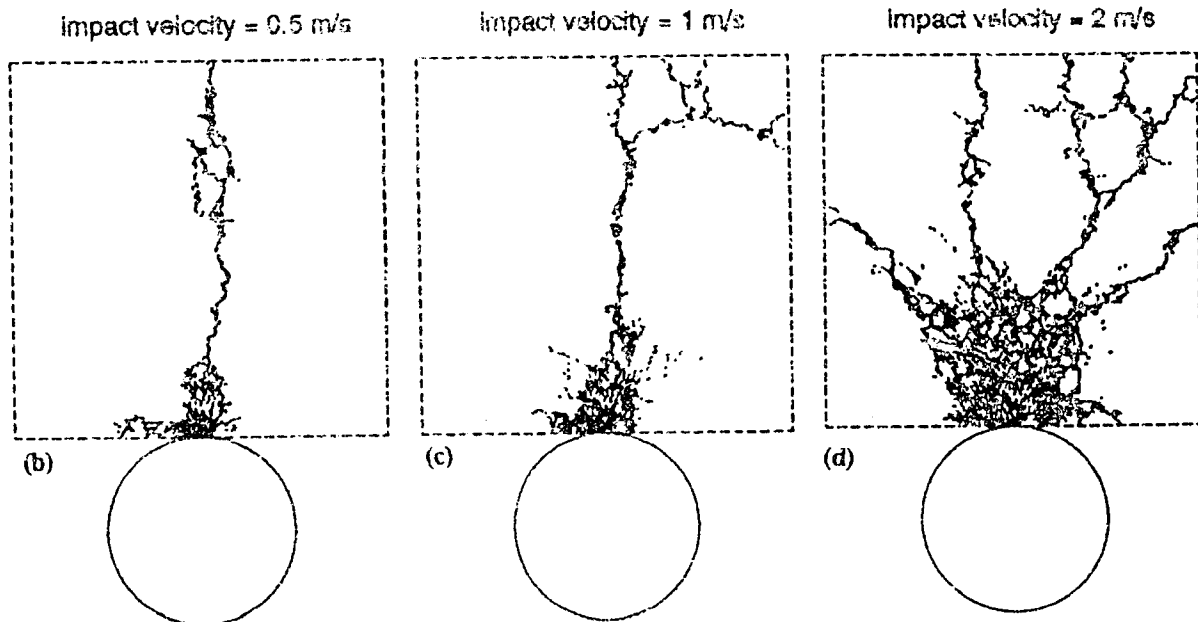 impact velocity = 0.5 m/s
impact velocity = 1 m/s
impact velocity = 2 m/s
(b)
(c)
(d)